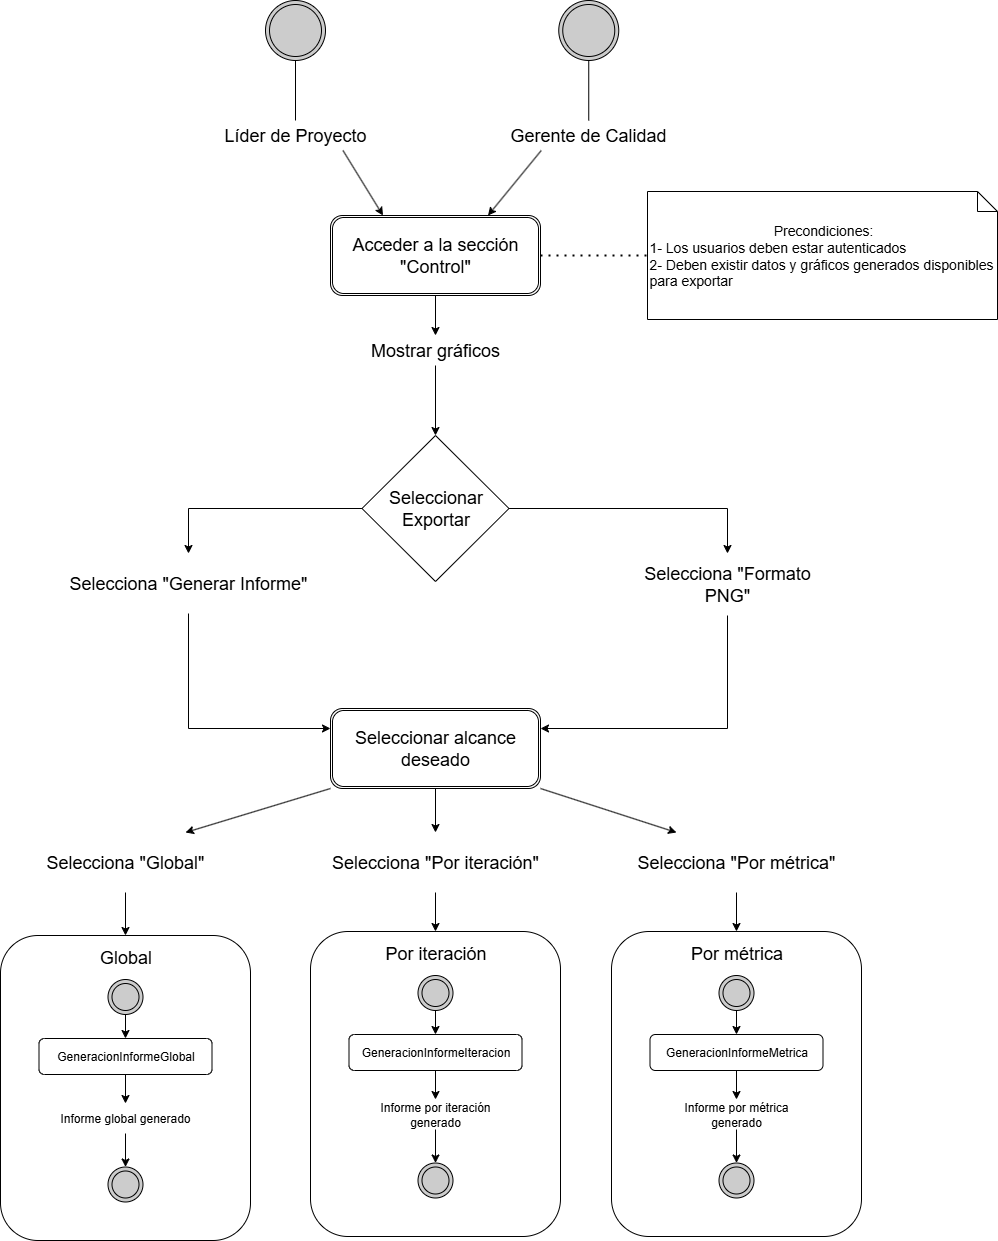 Líder de Proyecto
Gerente de Calidad
Acceder a la sección
"Control"
Precondiciones:
1- Los usuarios deben estar autenticados
2- Deben existir datos y gráficos generados disponibles
para exportar
Mostrar gráficos
Seleccionar
Exportar
Selecciona "Generar Informe"
Selecciona "Formato
PNG"
Seleccionar alcance
deseado
Selecciona "Global"
Selecciona "Por iteración"
Selecciona "Por métrica"
Global
GeneracionInformeGlobal
Informe global generado
Por iteración
GeneracionInformeIteracion
Informe por iteración
generado
Por métrica
GeneracionInformeMetrica
Informe por métrica
generado